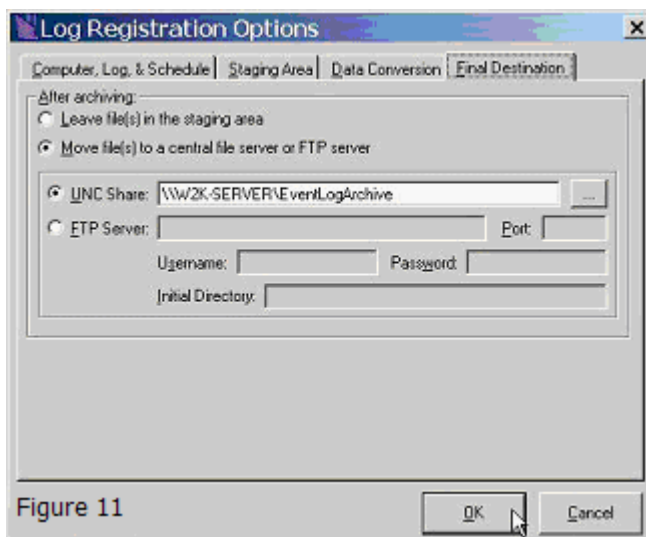 Log Registration Options
Computer, Log, & Schedule Staging Area Data Conversion Final Destination
After archiving:
Leave file(s) in the staging area
Move file(s) to a central file server or FTP server
UNC Share: \\W2K-SERVER\EventLogArchive ...
FTP Server: Port:
Username: Password:
Initial Directory:
Figure 11
OK Cancel